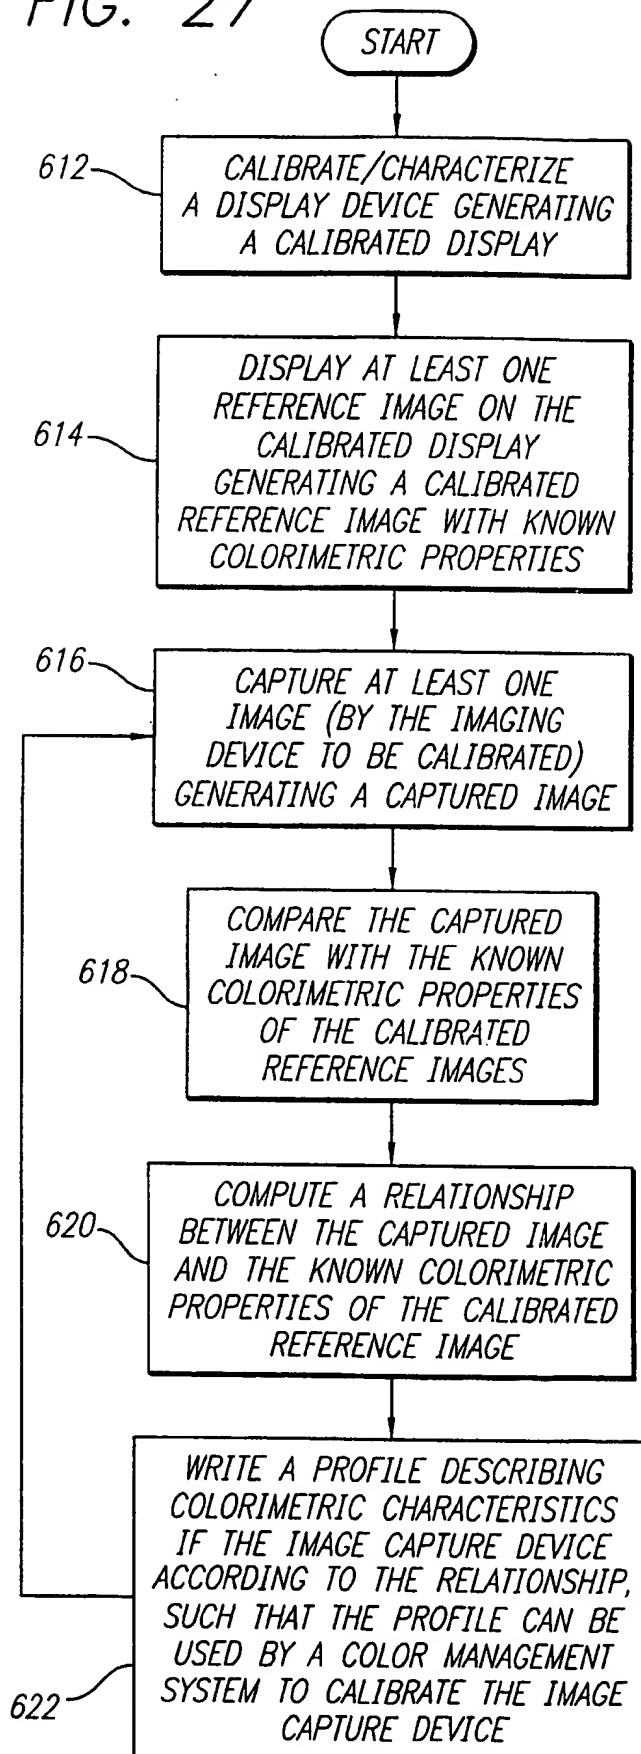 FIG. 27
START
612
CALIBRATE/CHARACTERIZE
A DISPLAY DEVICE GENERATING
A CALIBRATED DISPLAY
614
DISPLAY AT LEAST ONE
REFERENCE IMAGE ON THE
CALIBRATED DISPLAY
GENERATING A CALIBRATED
REFERENCE IMAGE WITH KNOWN
COLORIMETRIC PROPERTIES
616
CAPTURE AT LEAST ONE
IMAGE (BY THE IMAGING
DEVICE TO BE CALIBRATED)
GENERATING A CAPTURED IMAGE
618
COMPARE THE CAPTURED
IMAGE WITH THE KNOWN
COLORIMETRIC PROPERTIES
OF THE CALIBRATED
REFERENCE IMAGES
620
COMPUTE A RELATIONSHIP
BETWEEN THE CAPTURED IMAGE
AND THE KNOWN COLORIMETRIC
PROPERTIES OF THE CALIBRATED
REFERENCE IMAGE
622
WRITE A PROFILE DESCRIBING
COLORIMETRIC CHARACTERISTICS
IF THE IMAGE CAPTURE DEVICE
ACCORDING TO THE RELATIONSHIP,
SUCH THAT THE PROFILE CAN BE
USED BY A COLOR MANAGEMENT
SYSTEM TO CALIBRATE THE IMAGE
CAPTURE DEVICE